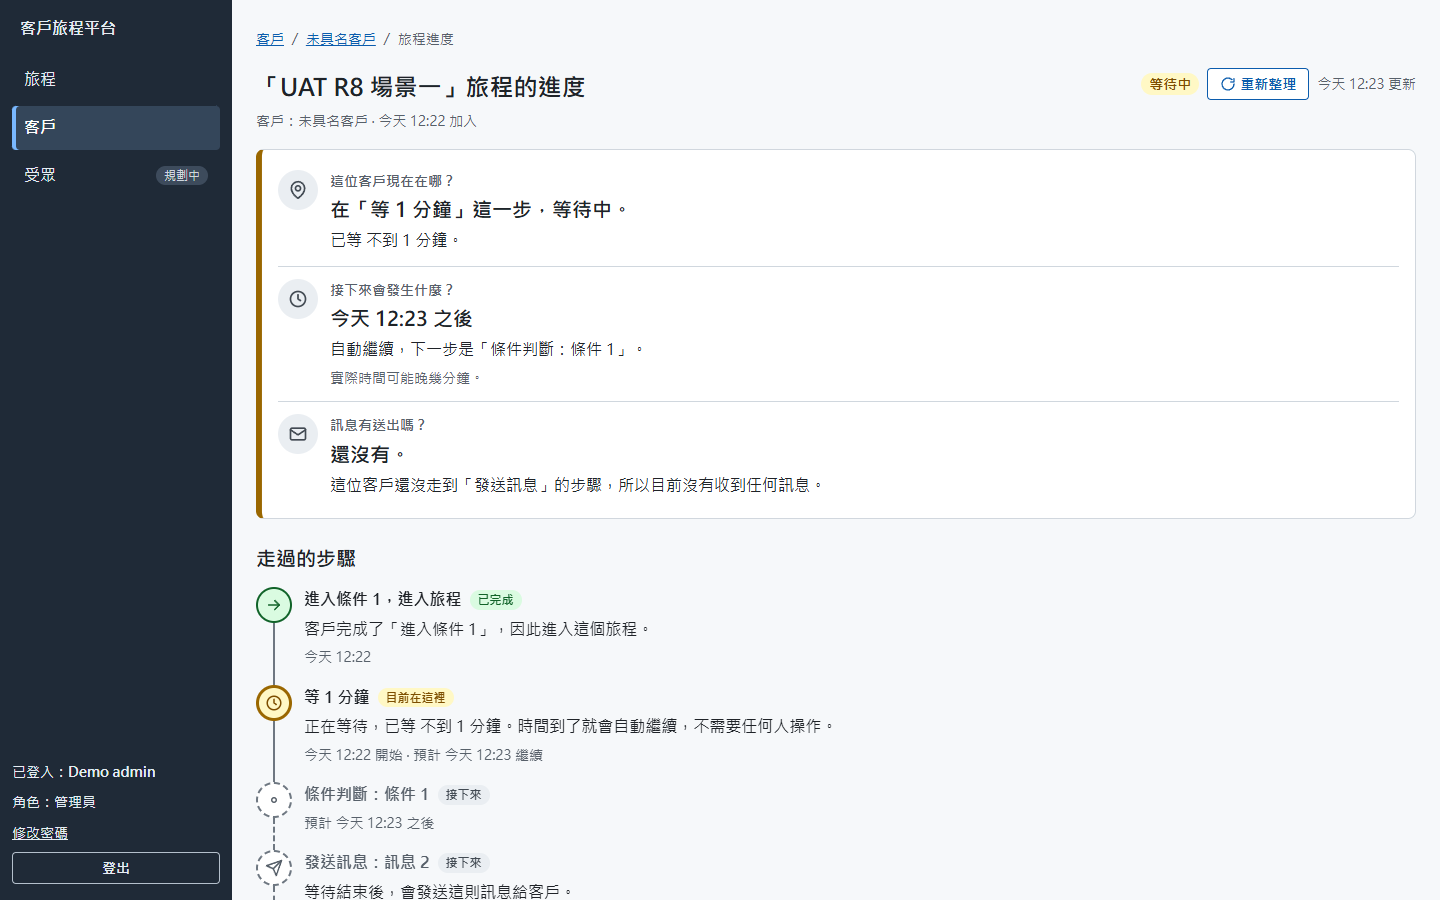 客戶旅程平台
旅程
客戶
受眾 規劃中
已登入：Demo admin
角色：管理員
修改密碼
登出
客戶 / 未具名客戶 / 旅程進度
「UAT R8 場景一」旅程的進度
等待中 重新整理 今天 12:23 更新
客戶：未具名客戶 · 今天 12:22 加入
這位客戶現在在哪？
在「等 1 分鐘」這一步，等待中。
已等 不到 1 分鐘。
接下來會發生什麼？
今天 12:23 之後
自動繼續，下一步是「條件判斷：條件 1」。
實際時間可能晚幾分鐘。
訊息有送出嗎？
還沒有。
這位客戶還沒走到「發送訊息」的步驟，所以目前沒有收到任何訊息。
走過的步驟
進入條件 1，進入旅程 已完成
客戶完成了「進入條件 1」，因此進入這個旅程。
今天 12:22
等 1 分鐘 目前在這裡
正在等待，已等 不到 1 分鐘。時間到了就會自動繼續，不需要任何人操作。
今天 12:22 開始 · 預計 今天 12:23 繼續
條件判斷：條件 1 接下來
預計 今天 12:23 之後
發送訊息：訊息 2 接下來
等待結束後，會發送這則訊息給客戶。